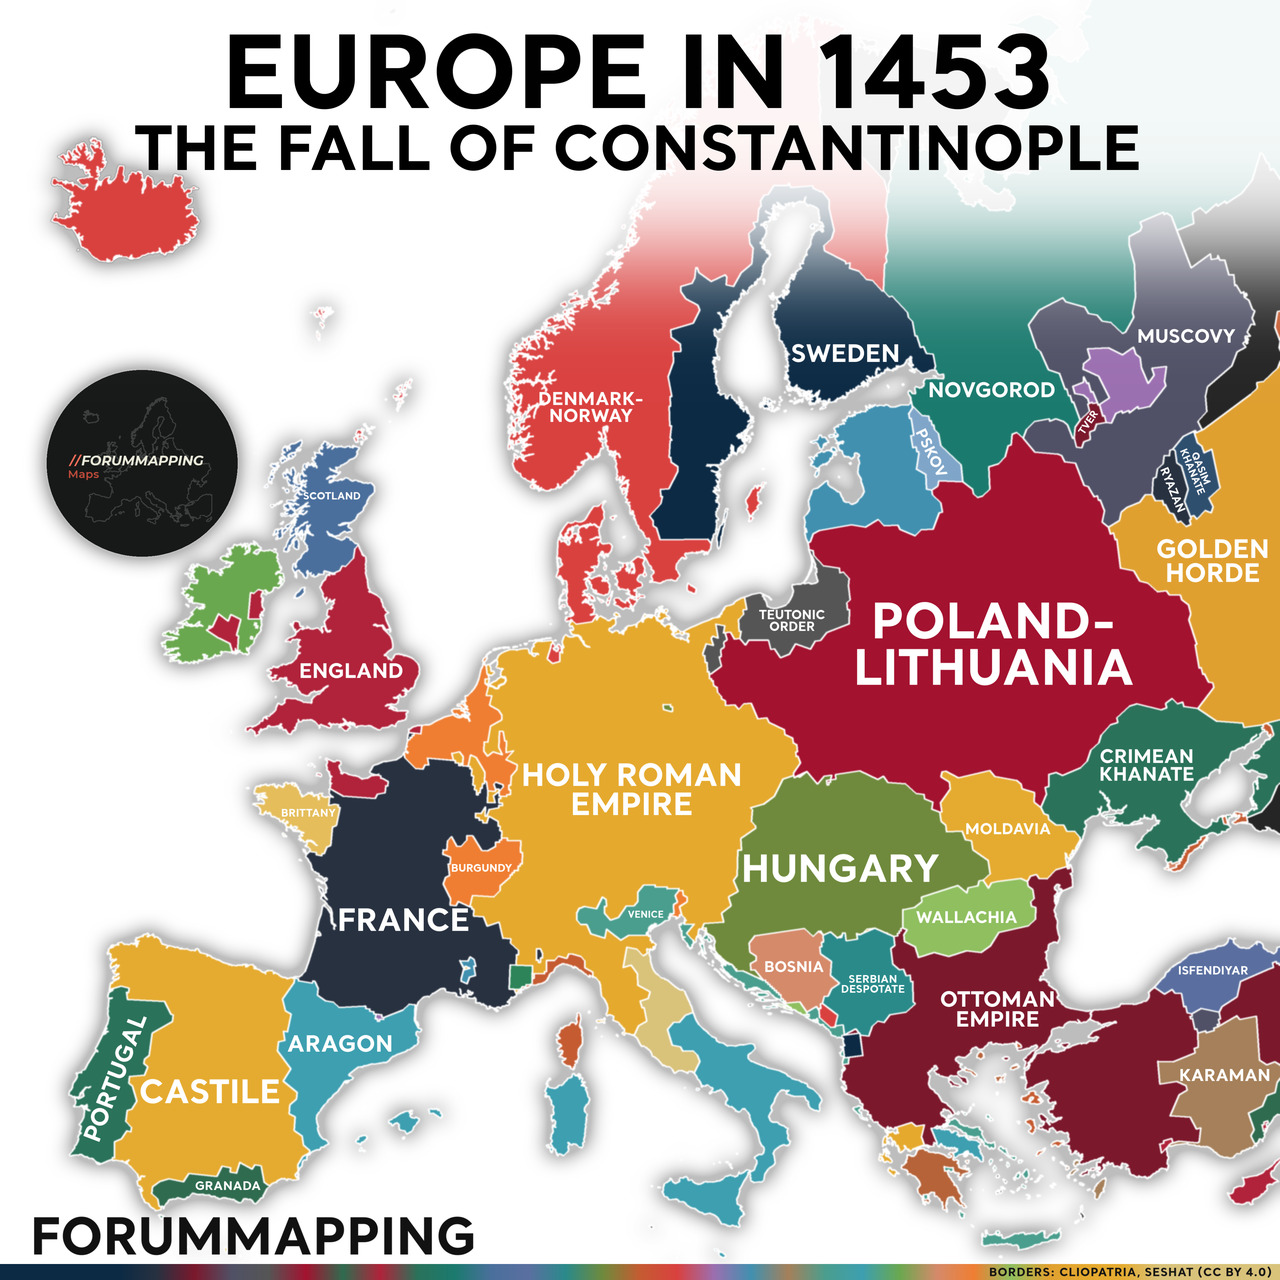 EUROPE IN 1453
THE FALL OF CONSTANTINOPLE
MUSCOVY
SWEDEN
NOVGOROD
DENMARK-
NORWAY
TVER
PSKOV
//FORUMMAPPING
Maps
QASIM
KHANATE
RYAZAN
SCOTLAND
GOLDEN
HORDE
TEUTONIC
ORDER
POLAND-
LITHUANIA
ENGLAND
CRIMEAN
KHANATE
HOLY ROMAN
EMPIRE
BRITTANY
MOLDAVIA
BURGUNDY
HUNGARY
FRANCE
VENICE
WALLACHIA
BOSNIA
SERBIAN
DESPOTATE
ISFENDIYAR
OTTOMAN
EMPIRE
ARAGON
PORTUGAL
CASTILE
KARAMAN
GRANADA
FORUMMAPPING
BORDERS: CLIOPATRIA, SESHAT (CC BY 4.0)